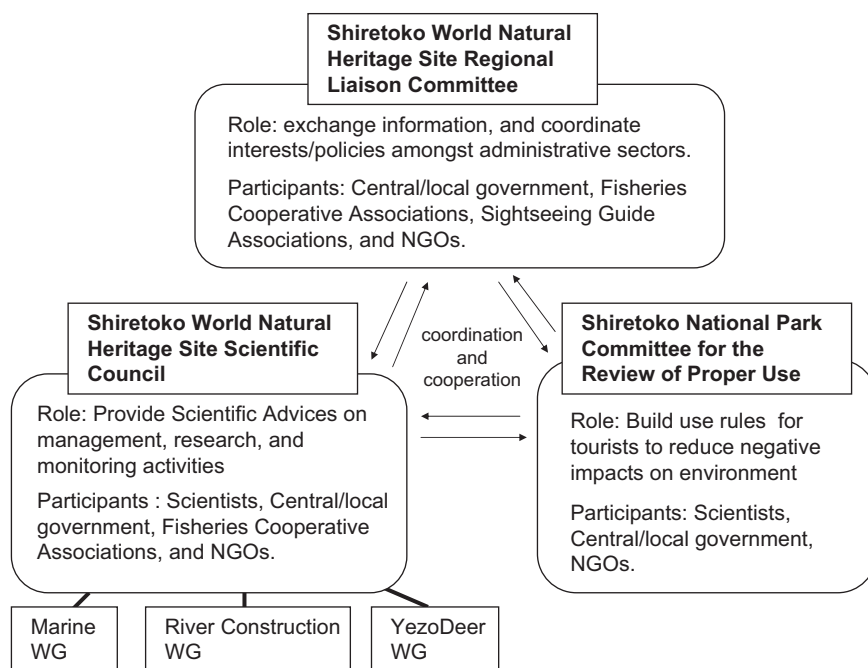 Shiretoko World Natural
Heritage Site Regional
Liaison Committee
Role: exchange information, and coordinate
interests/policies amongst administrative sectors.
Participants: Central/local government, Fisheries
Cooperative Associations, Sightseeing Guide
Associations, and NGOs.
Shiretoko World Natural
Heritage Site Scientific
Council
Role: Provide Scientific Advices on
management, research, and
monitoring activities
Participants : Scientists, Central/local
government, Fisheries Cooperative
Associations, and NGOs.
coordination
and
cooperation
Shiretoko National Park
Committee for the
Review of Proper Use
Role: Build use rules for
tourists to reduce negative
impacts on environment
Participants: Scientists,
Central/local government,
NGOs.
Marine
WG
River Construction
WG
YezoDeer
WG